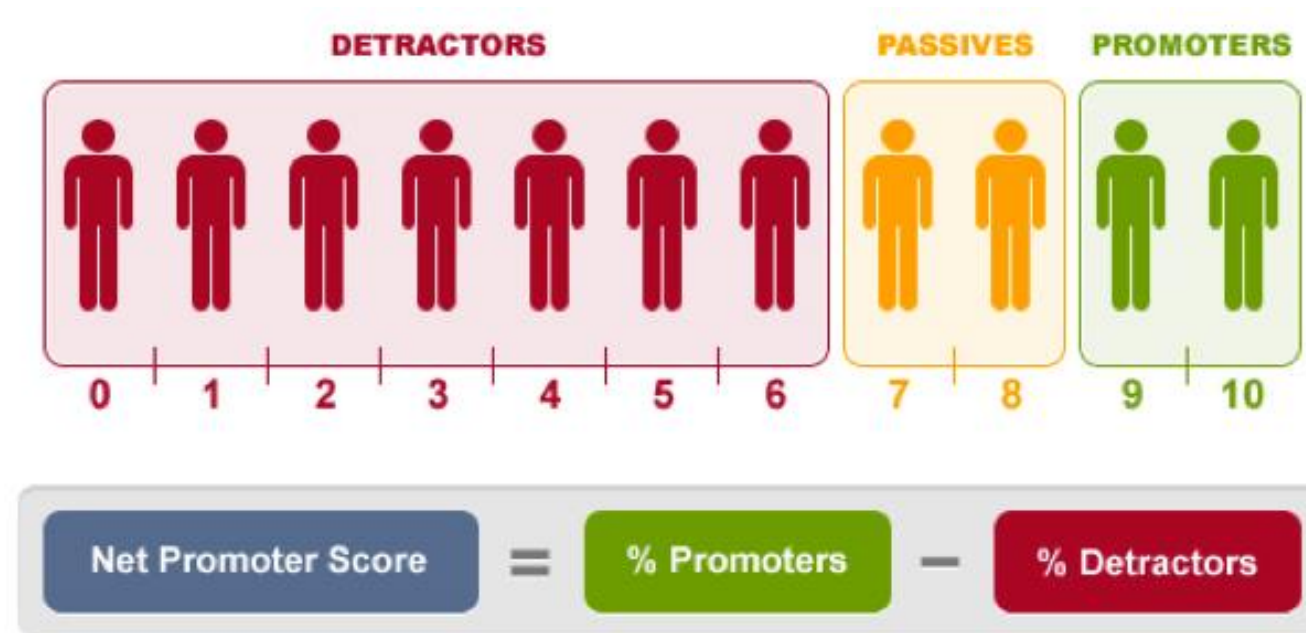 DETRACTORS PASSIVES PROMOTERS
0 1 2 3 4 5 6 7 8 9 10
Net Promoter Score = % Promoters − % Detractors